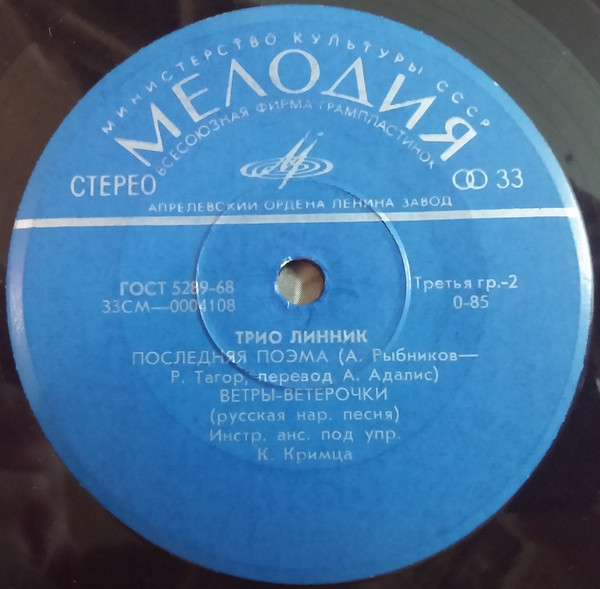 МИНИСТЕРСТВО КУЛЬТУРЫ СССР
МЕЛОДИЯ
ВСЕСОЮЗНАЯ ФИРМА ГРАМПЛАСТИНОК
СТЕРЕО
33
АПРЕЛЕВСКИЙ ОРДЕНА ЛЕНИНА ЗАВОД
ГОСТ 5289-68
Третья гр.-2
33СМ—0004108
0-85
ТРИО ЛИННИК
ПОСЛЕДНЯЯ ПОЭМА (А. Рыбников—
Р. Тагор, перевод А. Адалис)
ВЕТРЫ-ВЕТЕРОЧКИ
(русская нар. песня)
Инстр. анс. под упр.
К. Кримца